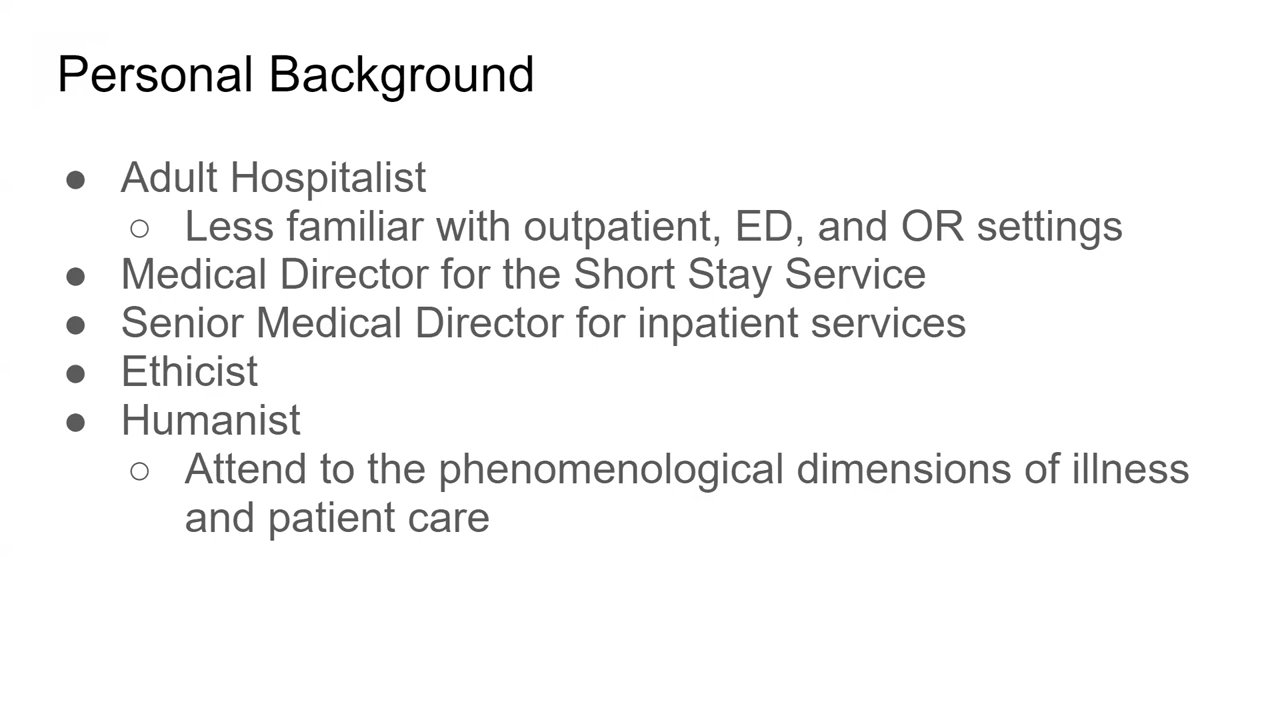 Personal Background
● Adult Hospitalist
○ Less familiar with outpatient, ED, and OR settings
● Medical Director for the Short Stay Service
● Senior Medical Director for inpatient services
● Ethicist
● Humanist
○ Attend to the phenomenological dimensions of illness
and patient care